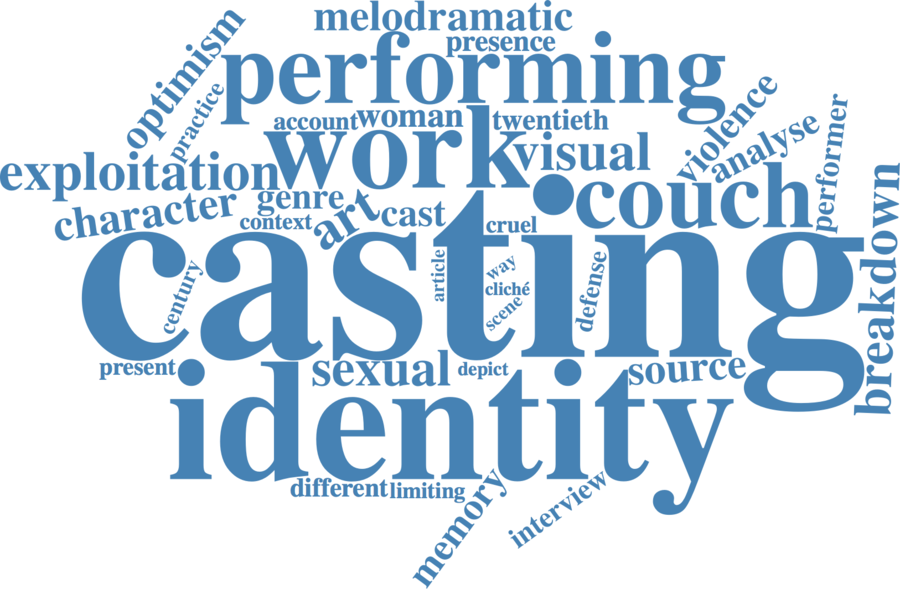 melodramatic
presence
optimism
performing
practice
account
woman
twentieth
violence
analyse
performer
exploitation
work
visual
couch
character
genre
context
art
cast
cruel
breakdown
casting
century
article
way
cliché
scene
defense
present
sexual
depict
source
identity
different
limiting
memory
interview